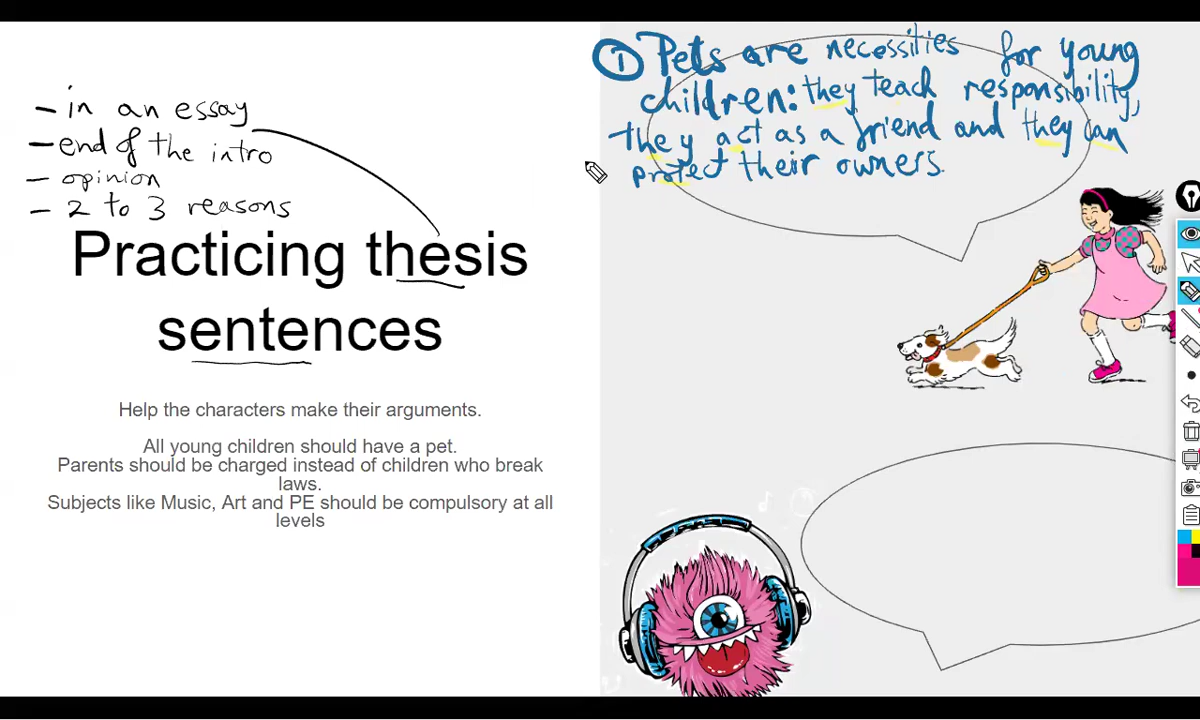 - in an essay
- end of the intro
- opinion
- 2 to 3 reasons
Practicing thesis
sentences
Help the characters make their arguments.
All young children should have a pet.
Parents should be charged instead of children who break
laws.
Subjects like Music, Art and PE should be compulsory at all
levels
① Pets are necessities for young
children: they teach responsibility,
they act as a friend and they can
protect their owners.